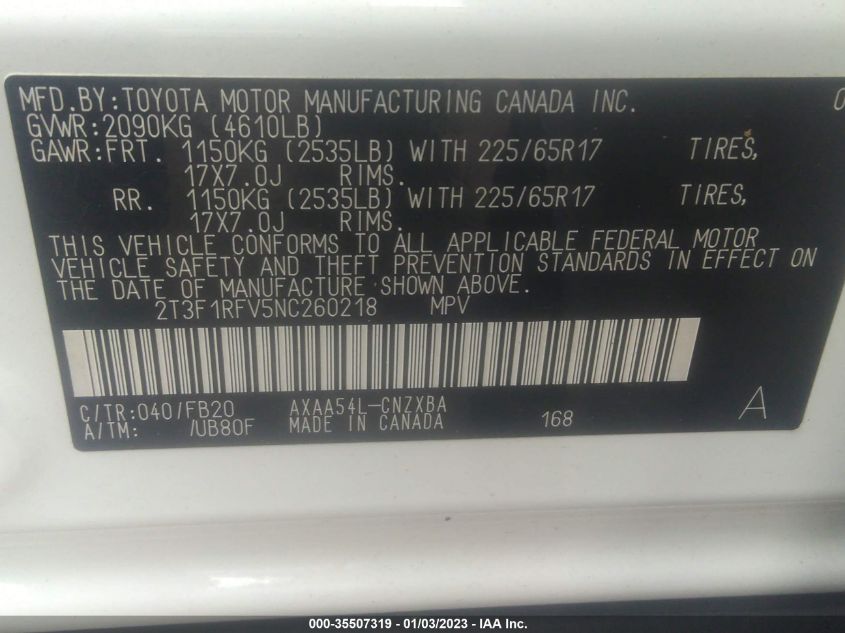 MFD.BY:TOYOTA MOTOR MANUFACTURING CANADA INC. 0
GVWR:2090KG (4610LB)
GAWR:FRT. 1150KG (2535LB) WITH 225/65R17 TIRES,
17X7.0J RIMS.
RR. 1150KG (2535LB) WITH 225/65R17 TIRES,
17X7.0J RIMS.
THIS VEHICLE CONFORMS TO ALL APPLICABLE FEDERAL MOTOR
VEHICLE SAFETY AND THEFT PREVENTION STANDARDS IN EFFECT ON
THE DATE OF MANUFACTURE SHOWN ABOVE.
2T3F1RFV5NC260218 MPV
C/TR:040/FB20 AXAA54L-CNZXBA
A/TM: /UB80F MADE IN CANADA 168 A
000-35507319 - 01/03/2023 - IAA Inc.